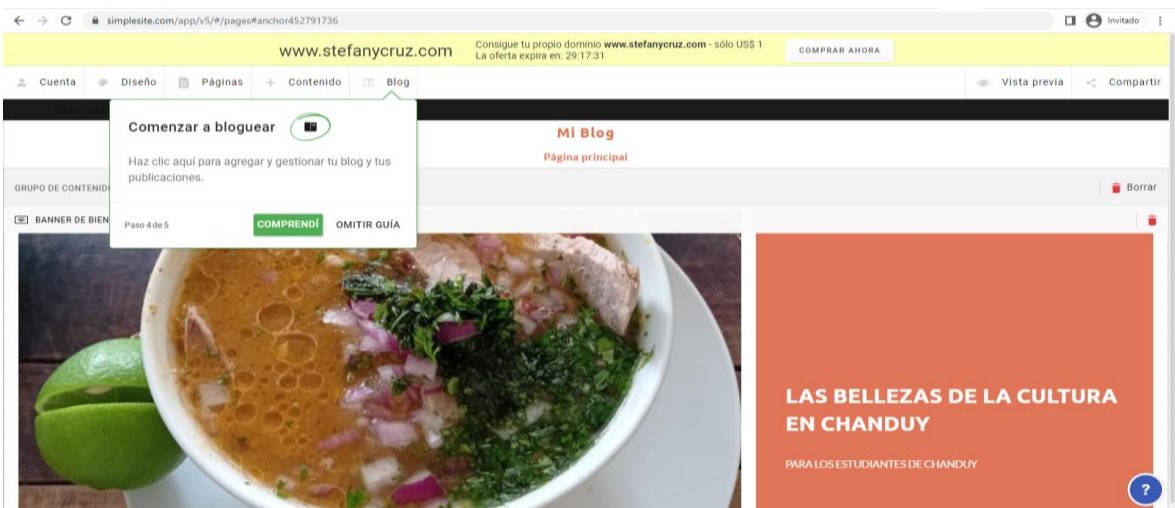 simplesite.com/app/v5/#/pages#anchor452791736
Invitado
www.stefanycruz.com
Consigue tu propio dominio www.stefanycruz.com - sólo US$ 1
La oferta expira en: 29:17:31
COMPRAR AHORA
Cuenta
Diseño
Páginas
Contenido
Blog
Vista previa
Compartir
Comenzar a bloguear
Haz clic aquí para agregar y gestionar tu blog y tus
publicaciones.
Paso 4 de 5
COMPRENDÍ
OMITIR GUÍA
Mi Blog
Página principal
GRUPO DE CONTENID
Borrar
BANNER DE BIEN
LAS BELLEZAS DE LA CULTURA
EN CHANDUY
PARA LOS ESTUDIANTES DE CHANDUY
?